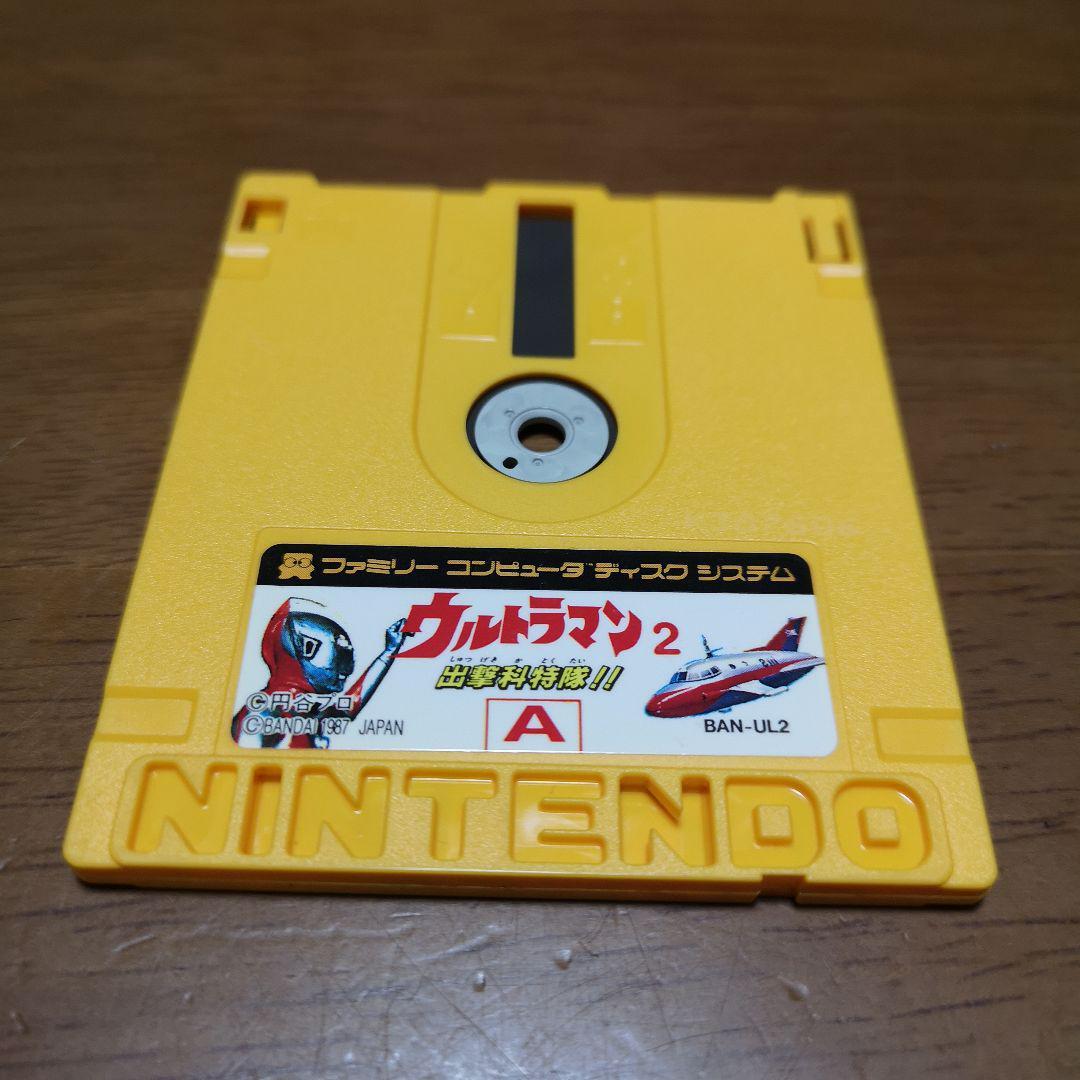 ファミリー コンピュータ ディスク システム
ウルトラマン2
しゅつ げき か とく たい
出撃科特隊!!
©円谷プロ
©BANDAI 1987 JAPAN
A
BAN-UL2
NINTENDO